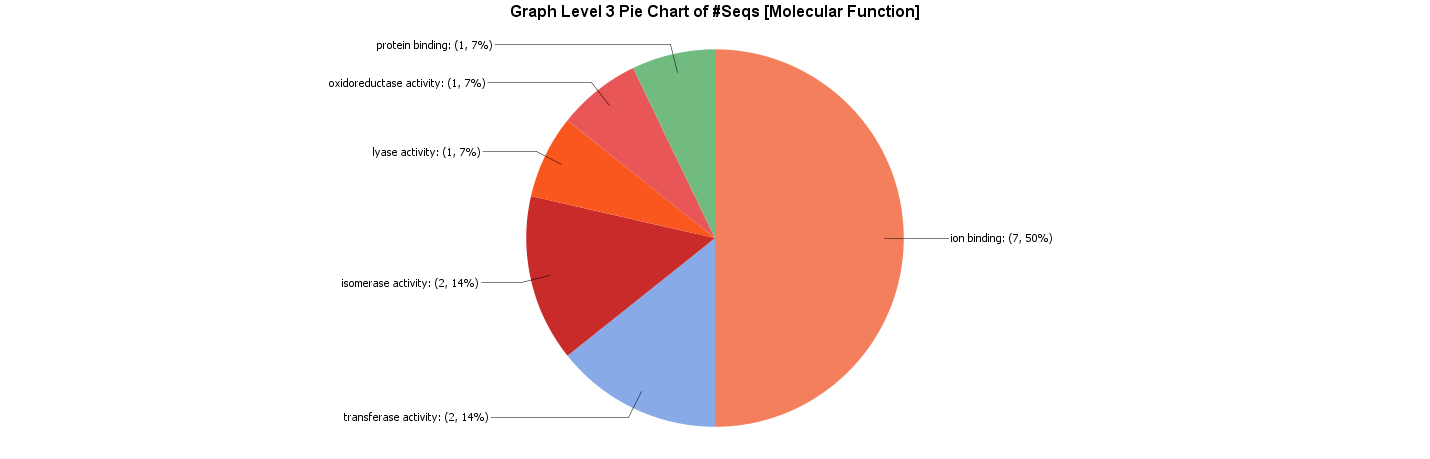 Graph Level 3 Pie Chart of #Seqs [Molecular Function]
protein binding: (1, 7%)
oxidoreductase activity: (1, 7%)
lyase activity: (1, 7%)
ion binding: (7, 50%)
isomerase activity: (2, 14%)
transferase activity: (2, 14%)